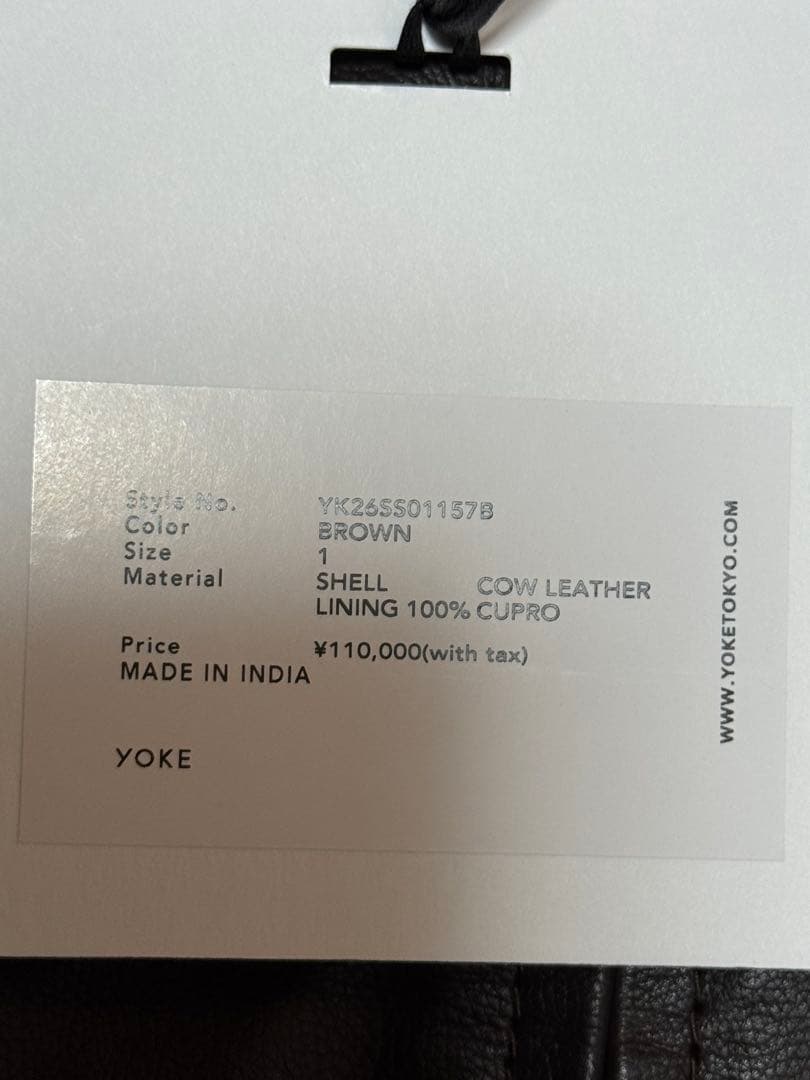 Style No. YK26SS01157B
Color BROWN
Size 1
Material SHELL COW LEATHER
LINING 100% CUPRO
Price ¥110,000(with tax)
MADE IN INDIA
YOKE
WWW.YOKETOKYO.COM